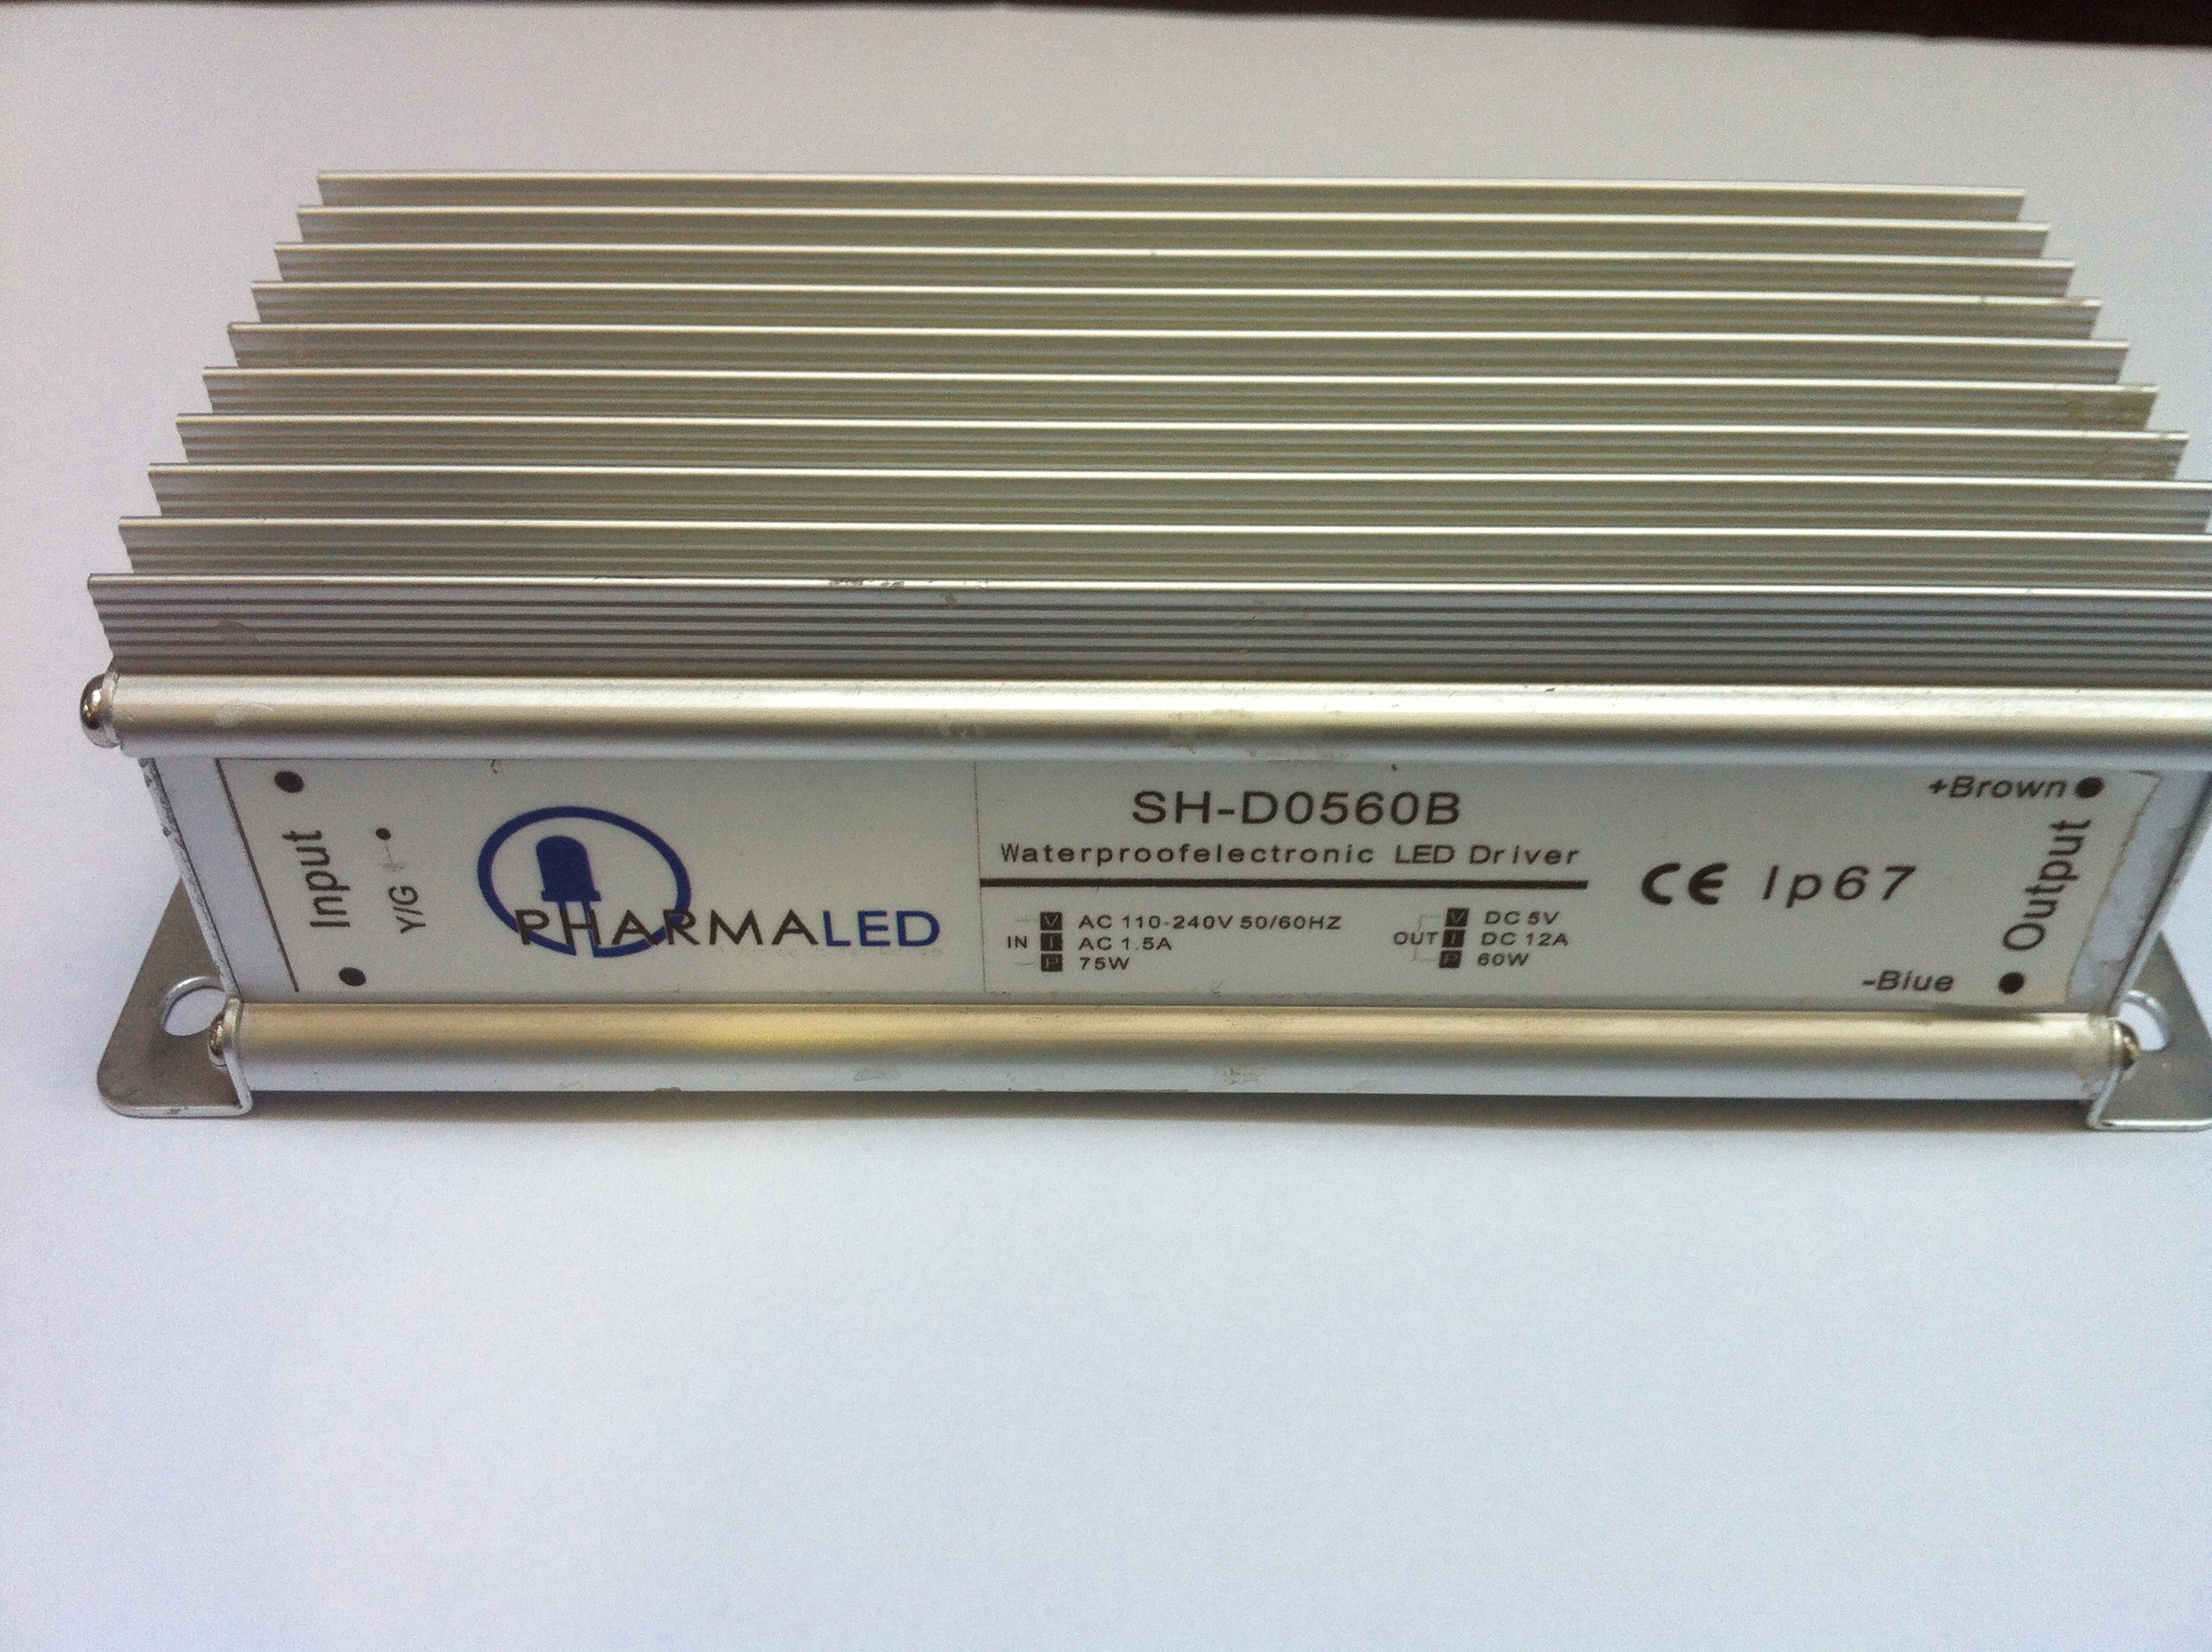 Input
Y/G
PHARMALED
SH-D0560B
Waterproofelectronic LED Driver
IN
V AC 110-240V 50/60HZ
I AC 1.5A
P 75W
OUT
V DC 5V
I DC 12A
P 60W
CE Ip67
+Brown
Output
-Biue